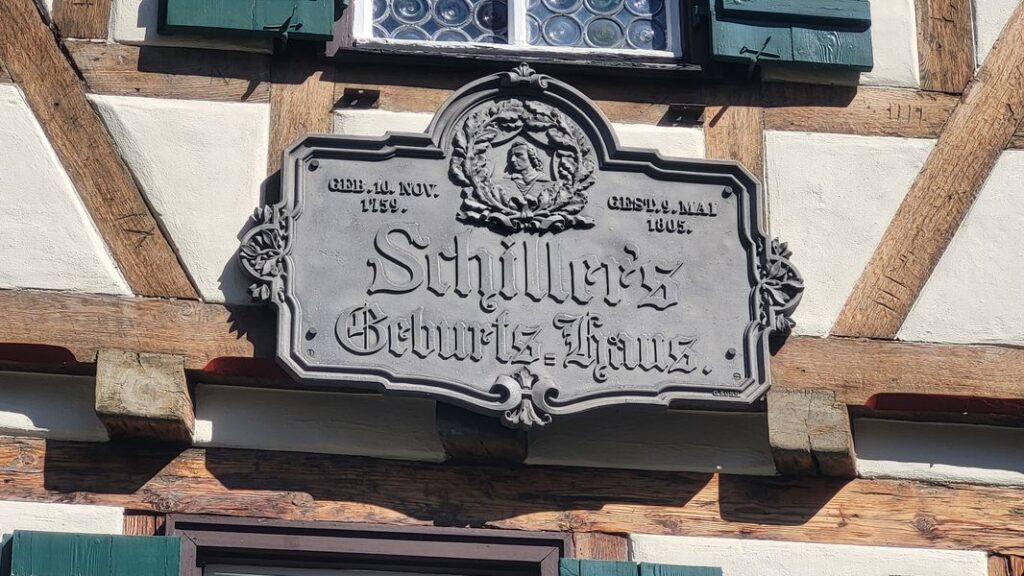 GEB. 10. NOV.
1759.
GEST. 9. MAI
1805.
Schiller's
Geburts=Haus.